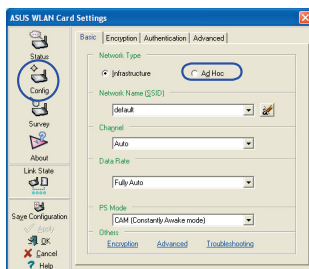 ASUS WLAN Card Settings
Status
Config
Survey
About
Link State
Save Configuration
Apply
OK
Cancel
Help
Basic Encryption Authentication Advanced
Network Type
Infrastructure Ad Hoc
Network Name (SSID)
default
Channel
Auto
Data Rate
Fully Auto
PS Mode
CAM (Constantly Awake mode)
Others
Encryption Advanced Troubleshooting